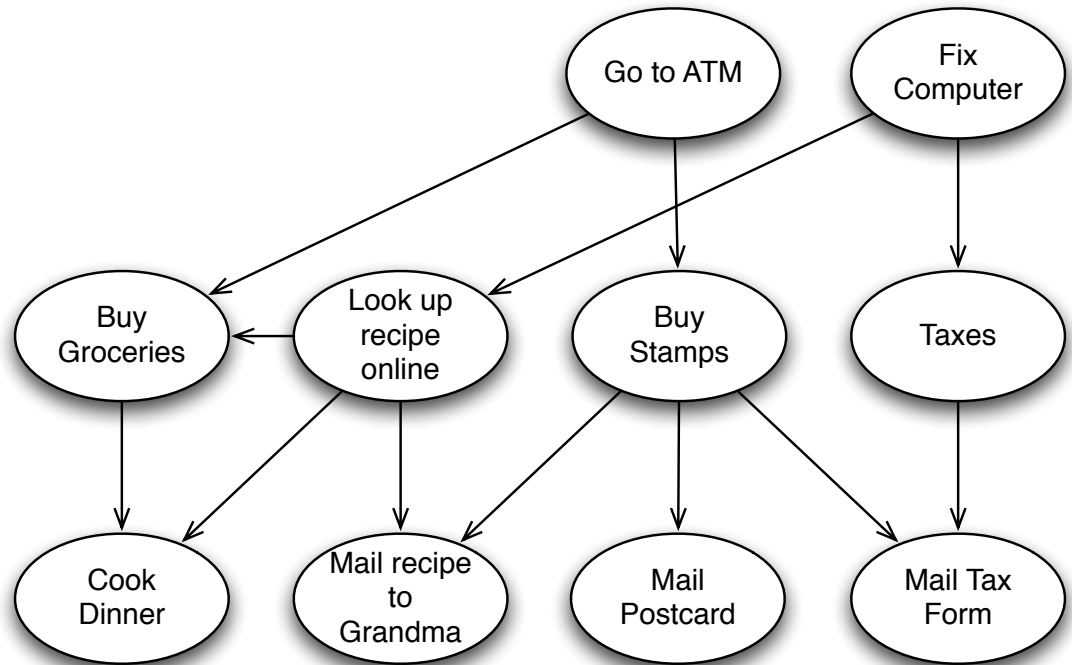 Go to ATM
Fix
Computer
Buy
Groceries
Look up
recipe
online
Buy
Stamps
Taxes
Cook
Dinner
Mail recipe
to
Grandma
Mail
Postcard
Mail Tax
Form